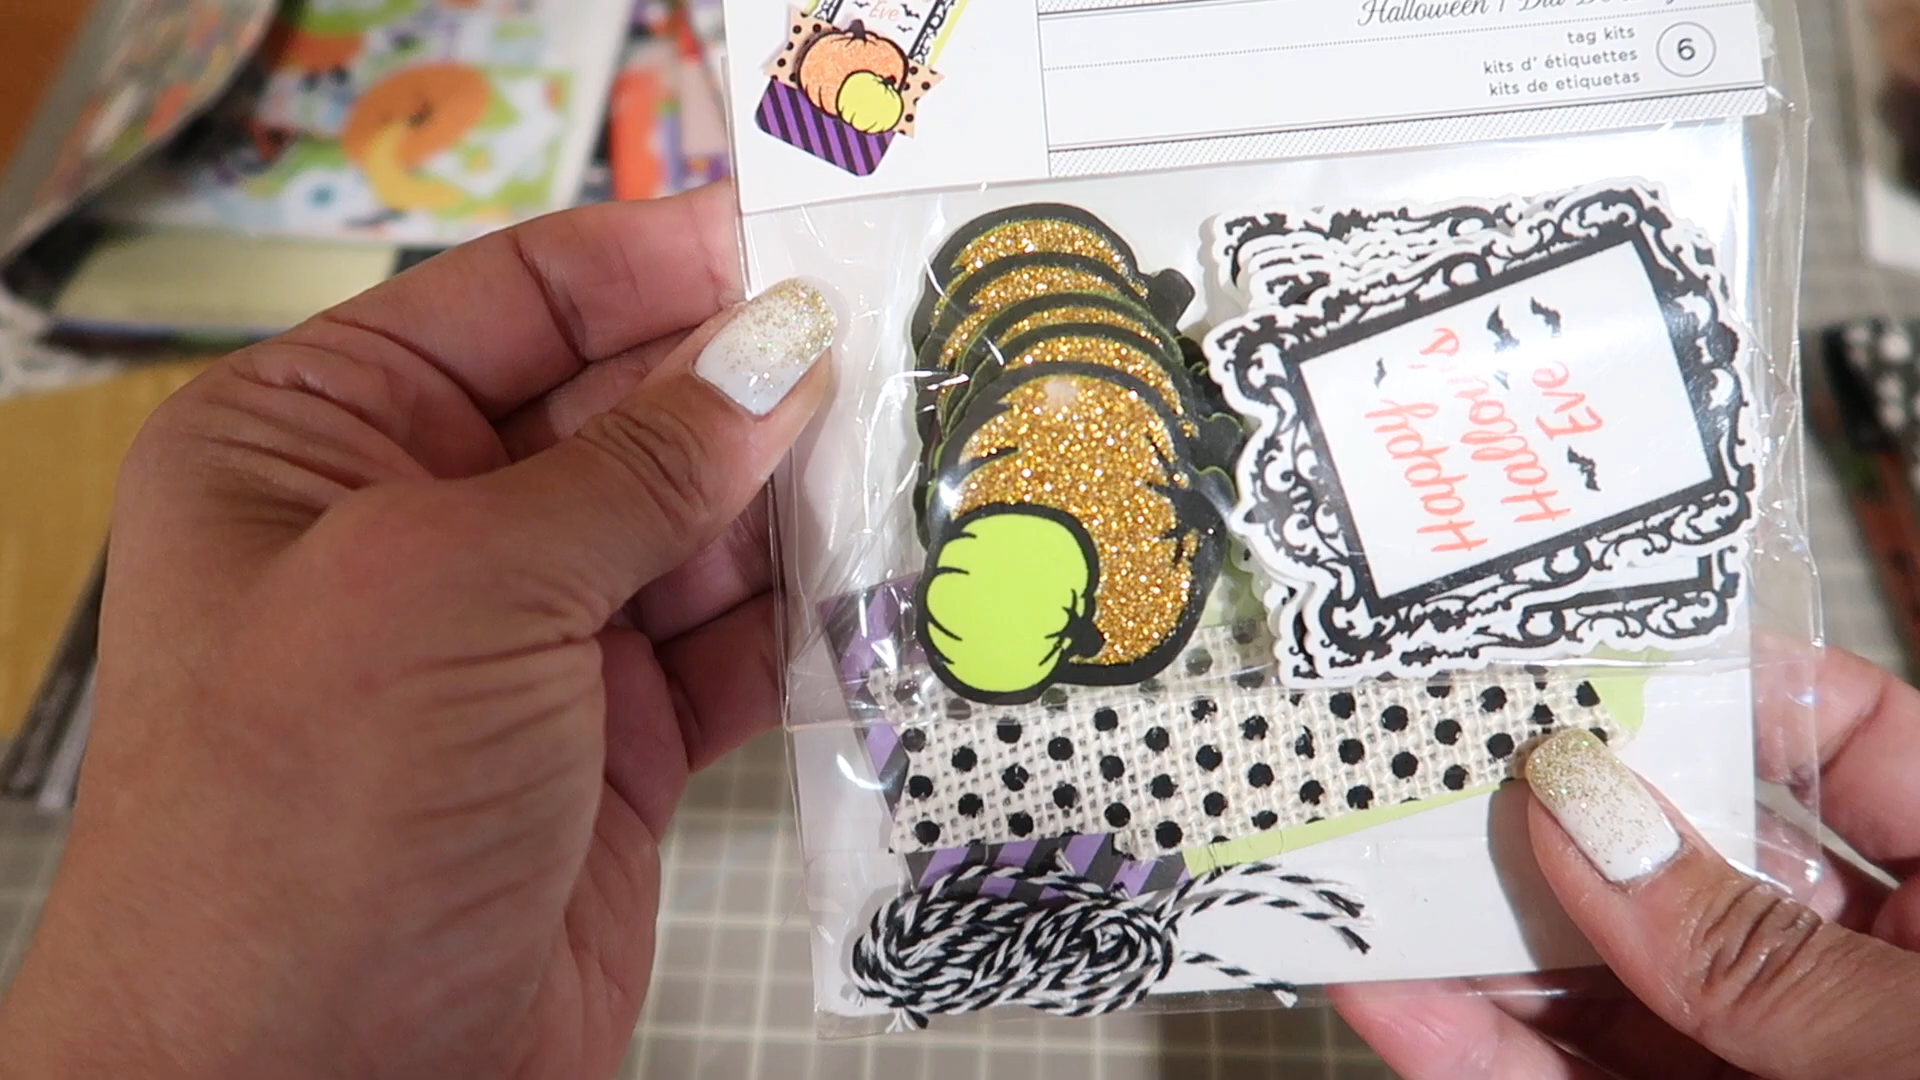 Eve
Halloween |
tag kits
6
kits d' étiquettes
kits de etiquetas
Happy
Hallow's
Eve